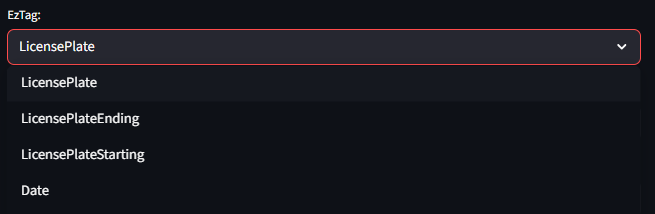 EzTag:
LicensePlate
LicensePlate
LicensePlateEnding
LicensePlateStarting
Date